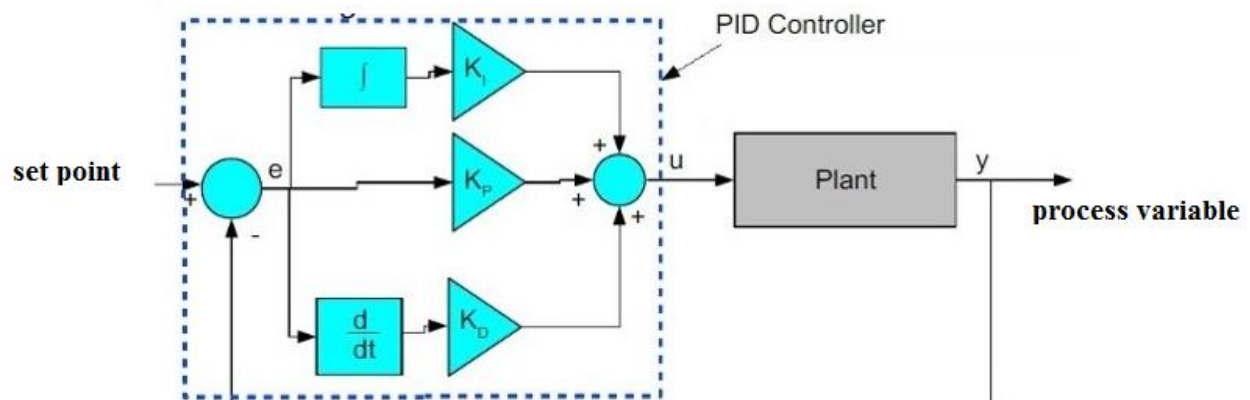 PID Controller
∫
K_I
+
set point
+
e
K_P
+
u
Plant
y
process variable
-
+
d
dt
K_D